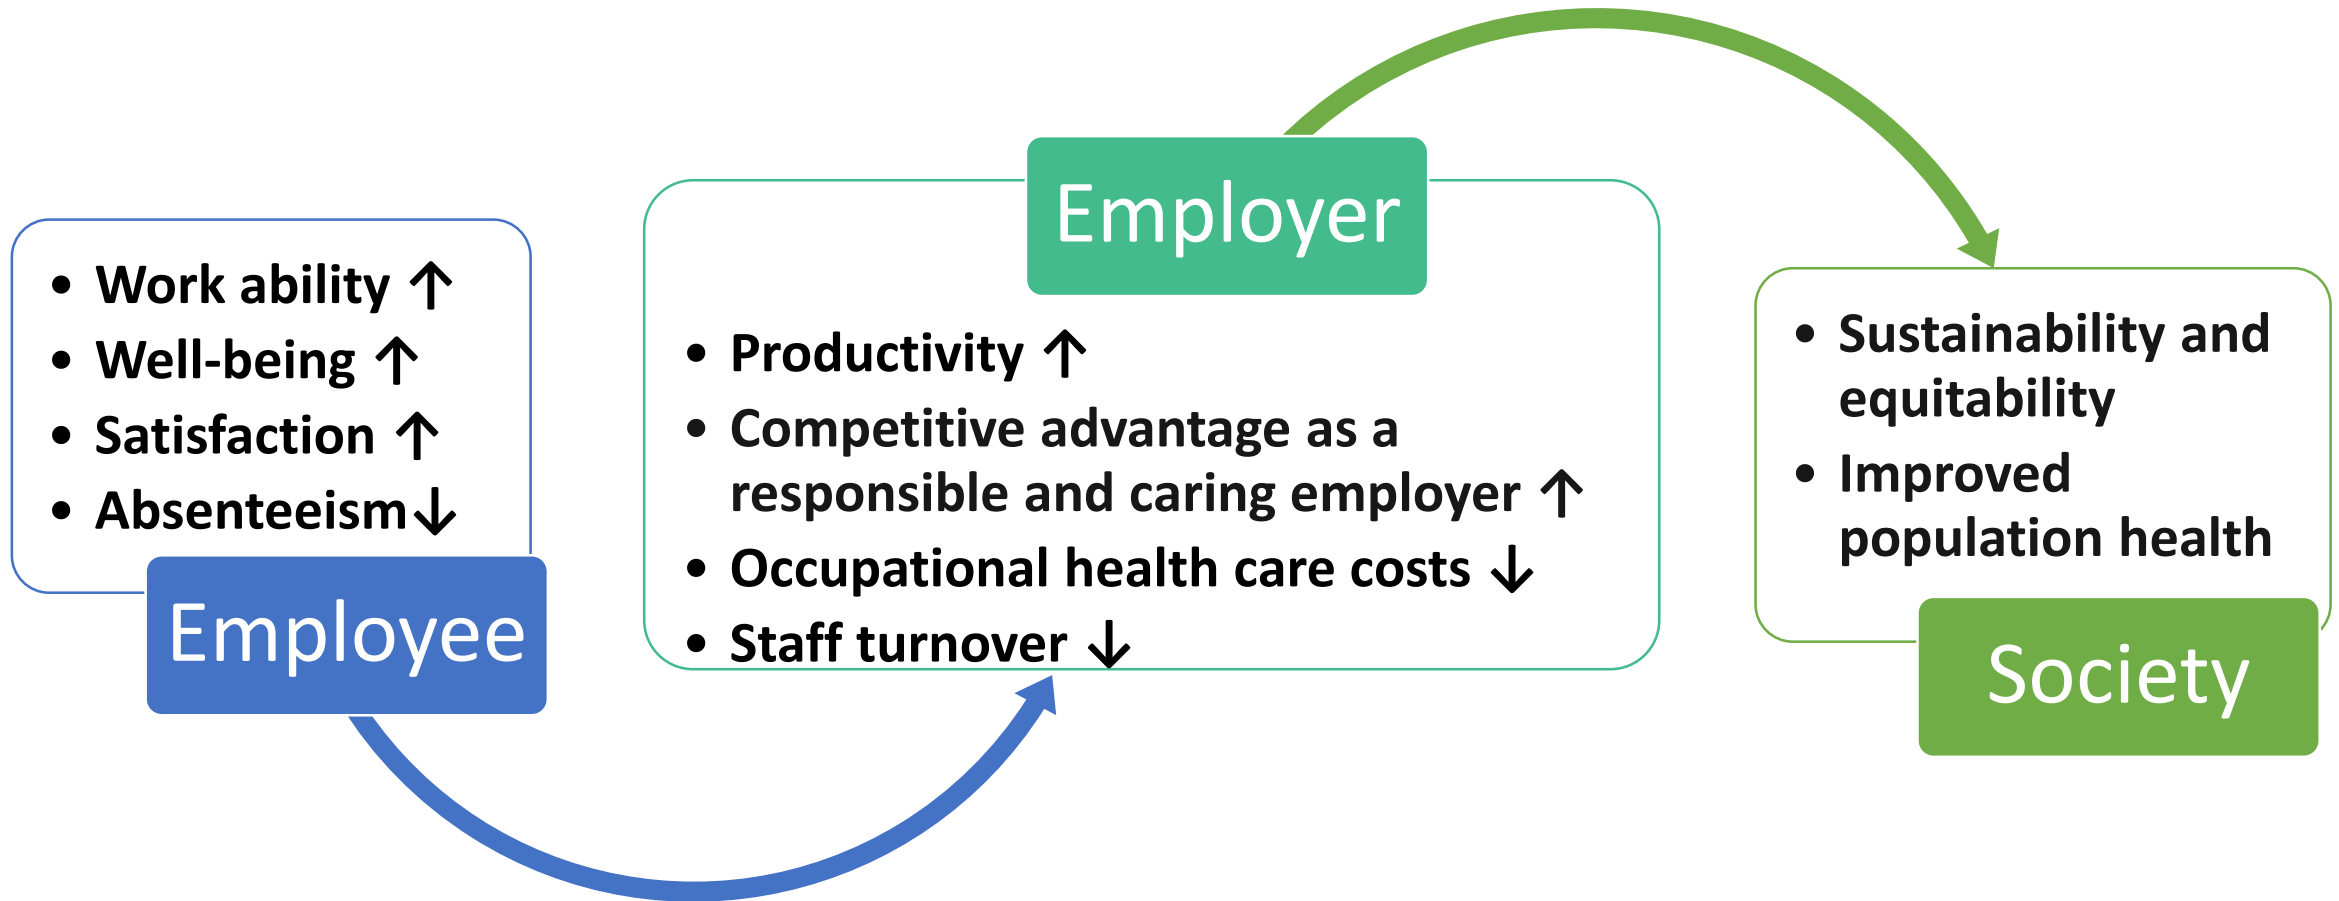 • Work ability ↑
• Well-being ↑
• Satisfaction ↑
• Absenteeism↓
Employee
Employer
• Productivity ↑
• Competitive advantage as a
responsible and caring employer ↑
• Occupational health care costs ↓
• Staff turnover ↓
• Sustainability and
equitability
• Improved
population health
Society